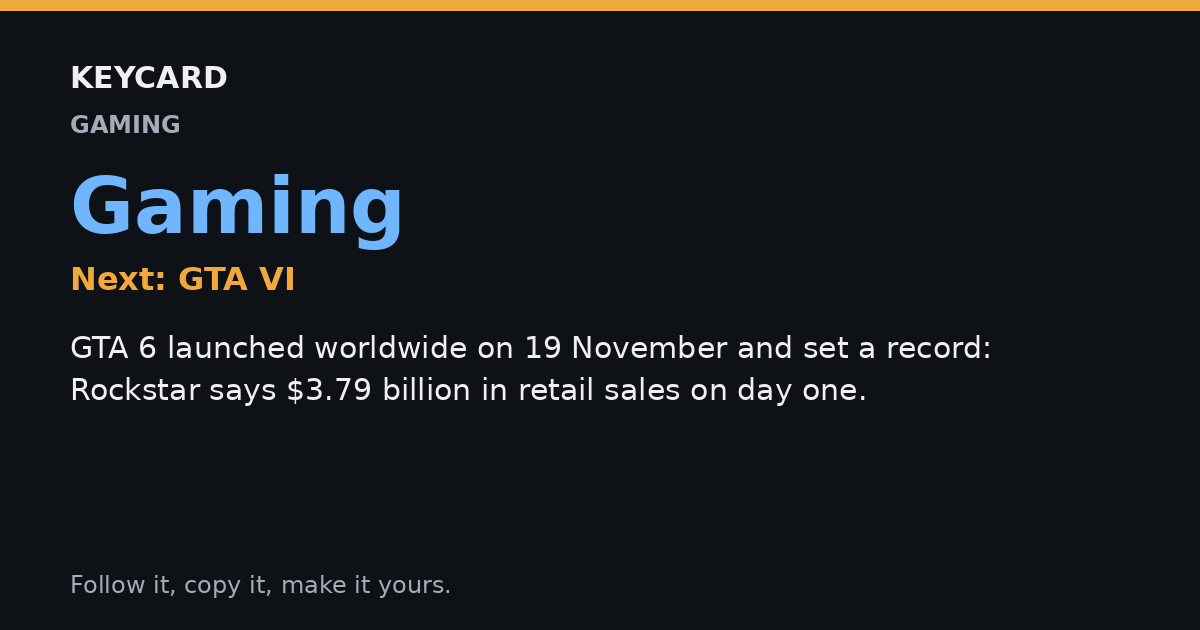 KEYCARD
GAMING
Gaming
Next: GTA VI
GTA 6 launched worldwide on 19 November and set a record:
Rockstar says $3.79 billion in retail sales on day one.
Follow it, copy it, make it yours.